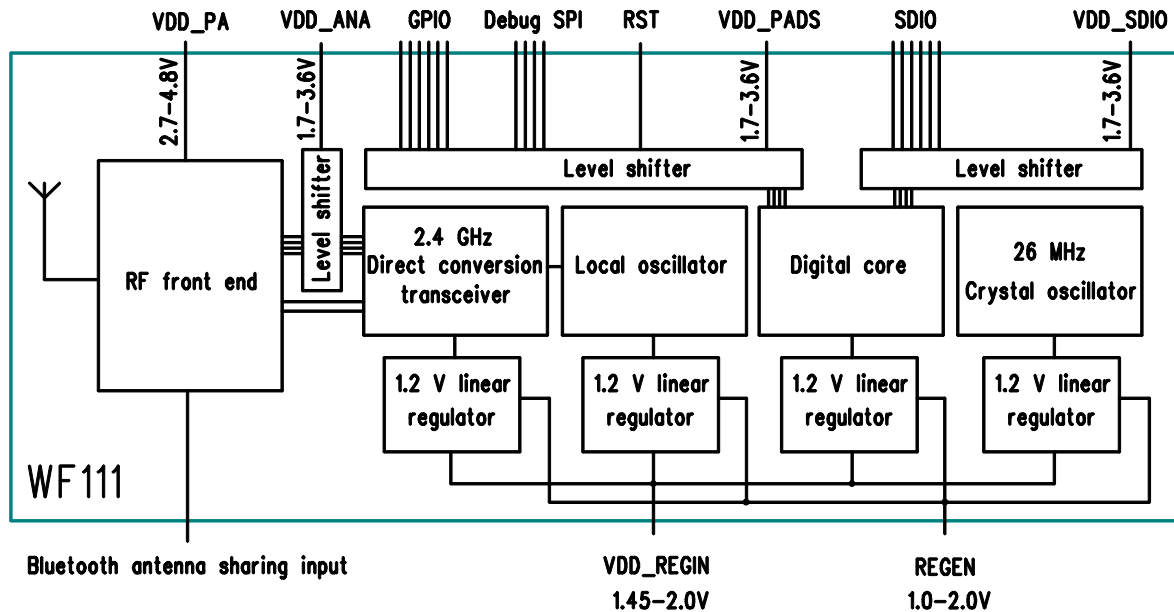 VDD_PA
VDD_ANA
GPIO
Debug SPI
RST
VDD_PADS
SDIO
VDD_SDIO
2.7-4.8V
1.7-3.6V
1.7-3.6V
1.7-3.6V
Level shifter
Level shifter
Level shifter
RF front end
2.4 GHz
Direct conversion
transceiver
Local oscillator
Digital core
26 MHz
Crystal oscillator
1.2 V linear
regulator
1.2 V linear
regulator
1.2 V linear
regulator
1.2 V linear
regulator
WF111
Bluetooth antenna sharing input
VDD_REGIN
1.45-2.0V
REGEN
1.0-2.0V